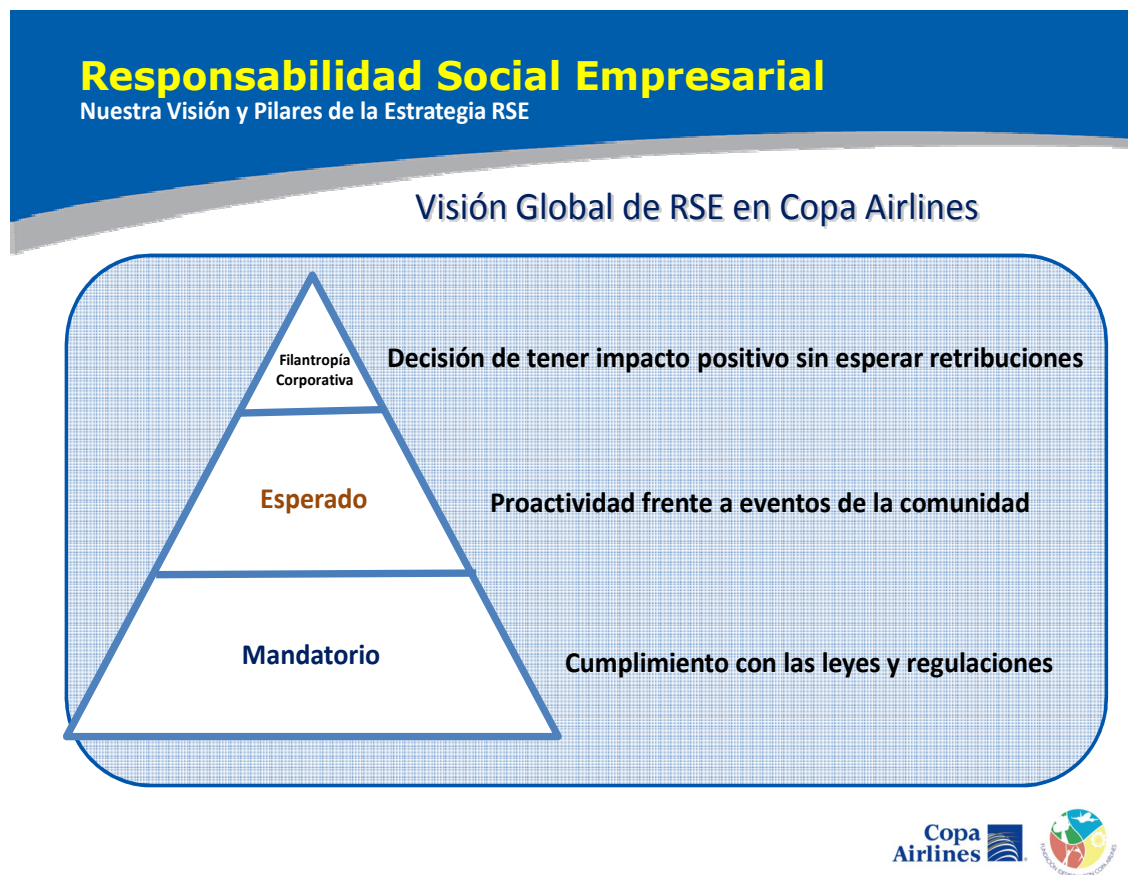 Responsabilidad Social Empresarial
Nuestra Visión y Pilares de la Estrategia RSE
Visión Global de RSE en Copa Airlines
Filantropía
Corporativa
Decisión de tener impacto positivo sin esperar retribuciones
Esperado
Proactividad frente a eventos de la comunidad
Mandatorio
Cumplimiento con las leyes y regulaciones
Copa
Airlines